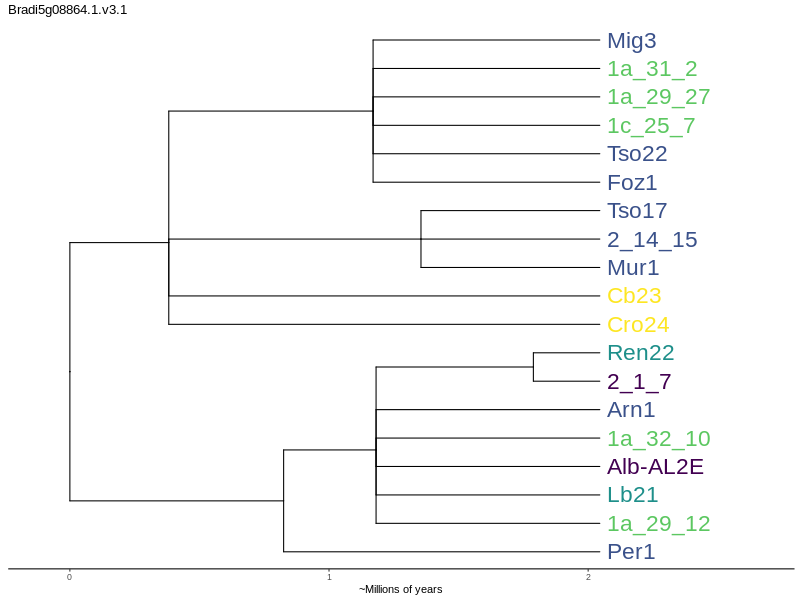 Bradi5g08864.1.v3.1
Mig3
1a_31_2
1a_29_27
1c_25_7
Tso22
Foz1
Tso17
2_14_15
Mur1
Cb23
Cro24
Ren22
2_1_7
Arn1
1a_32_10
Alb-AL2E
Lb21
1a_29_12
Per1
0 1 2
~Millions of years